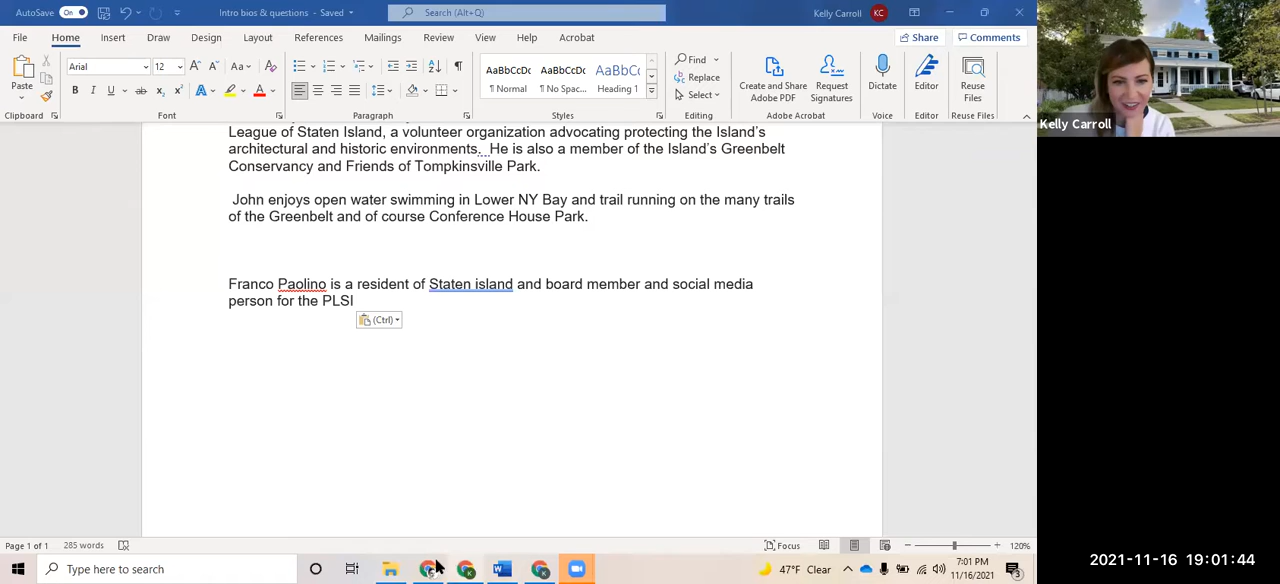 AutoSave On Intro bios & questions - Saved Search (Alt+Q) Kelly Carroll KC
File Home Insert Draw Design Layout References Mailings Review View Help Acrobat Share Comments
Paste Arial 12 Aa AaBbCcDc AaBbCcDc AaBbCc Find Replace Select Create and Share Adobe PDF Request Signatures Dictate Editor Reuse Files
¶ Normal ¶ No Spac... Heading 1
Clipboard Font Paragraph Styles Editing Adobe Acrobat Voice Editor Reuse Files
Kelly Carroll
League of Staten Island, a volunteer organization advocating protecting the Island's
architectural and historic environments.  He is also a member of the Island's Greenbelt
Conservancy and Friends of Tompkinsville Park.
John enjoys open water swimming in Lower NY Bay and trail running on the many trails
of the Greenbelt and of course Conference House Park.
Franco Paolino is a resident of Staten island and board member and social media
person for the PLSI
(Ctrl)
Page 1 of 1 285 words Focus 120%
Type here to search 47°F Clear 7:01 PM
11/16/2021 3
2021-11-16 19:01:44